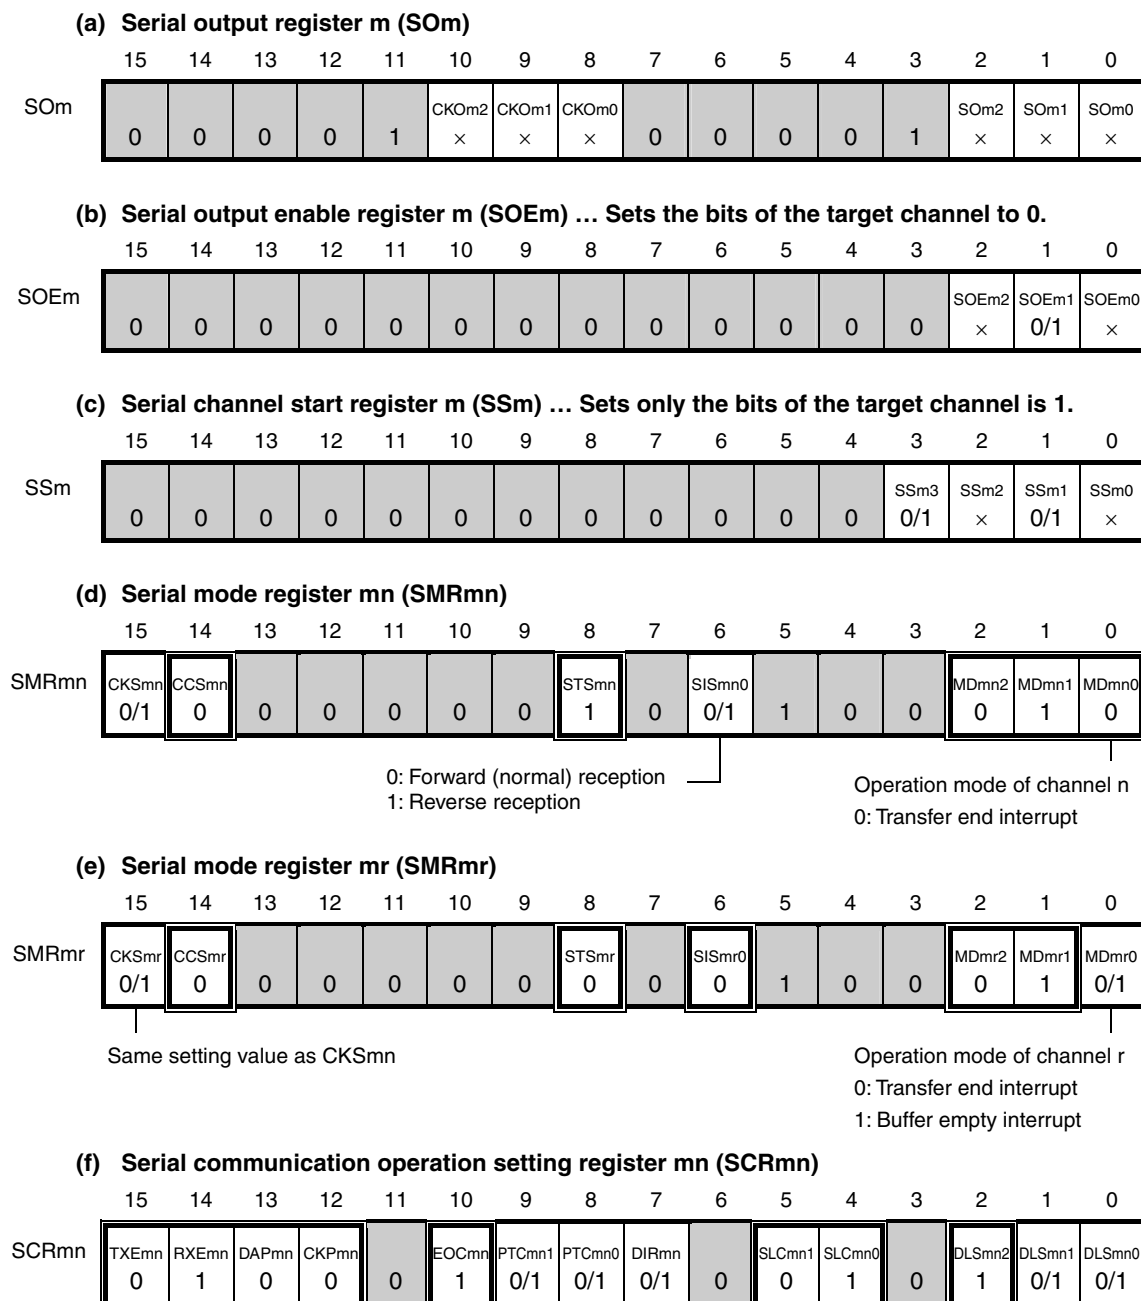 (a) Serial output register m (SOm)
15 14 13 12 11 10 9 8 7 6 5 4 3 2 1 0
SOm
CKOm2 CKOm1 CKOm0 SOm2 SOm1 SOm0
0 0 0 0 1 × × × 0 0 0 0 1 × × ×
(b) Serial output enable register m (SOEm) … Sets the bits of the target channel to 0.
15 14 13 12 11 10 9 8 7 6 5 4 3 2 1 0
SOEm
SOEm2 SOEm1 SOEm0
0 0 0 0 0 0 0 0 0 0 0 0 0 × 0/1 ×
(c) Serial channel start register m (SSm) … Sets only the bits of the target channel is 1.
15 14 13 12 11 10 9 8 7 6 5 4 3 2 1 0
SSm
SSm3 SSm2 SSm1 SSm0
0 0 0 0 0 0 0 0 0 0 0 0 0/1 × 0/1 ×
(d) Serial mode register mn (SMRmn)
15 14 13 12 11 10 9 8 7 6 5 4 3 2 1 0
SMRmn
CKSmn CCSmn STSmn SISmn0 MDmn2 MDmn1 MDmn0
0/1 0 0 0 0 0 0 1 0 0/1 1 0 0 0 1 0
0: Forward (normal) reception
1: Reverse reception
Operation mode of channel n
0: Transfer end interrupt
(e) Serial mode register mr (SMRmr)
15 14 13 12 11 10 9 8 7 6 5 4 3 2 1 0
SMRmr
CKSmr CCSmr STSmr SISmr0 MDmr2 MDmr1 MDmr0
0/1 0 0 0 0 0 0 0 0 0 1 0 0 0 1 0/1
Same setting value as CKSmn
Operation mode of channel r
0: Transfer end interrupt
1: Buffer empty interrupt
(f) Serial communication operation setting register mn (SCRmn)
15 14 13 12 11 10 9 8 7 6 5 4 3 2 1 0
SCRmn
TXEmn RXEmn DAPmn CKPmn EOCmn PTCmn1 PTCmn0 DIRmn SLCmn1 SLCmn0 DLSmn2 DLSmn1 DLSmn0
0 1 0 0 0 1 0/1 0/1 0/1 0 0 1 0 1 0/1 0/1